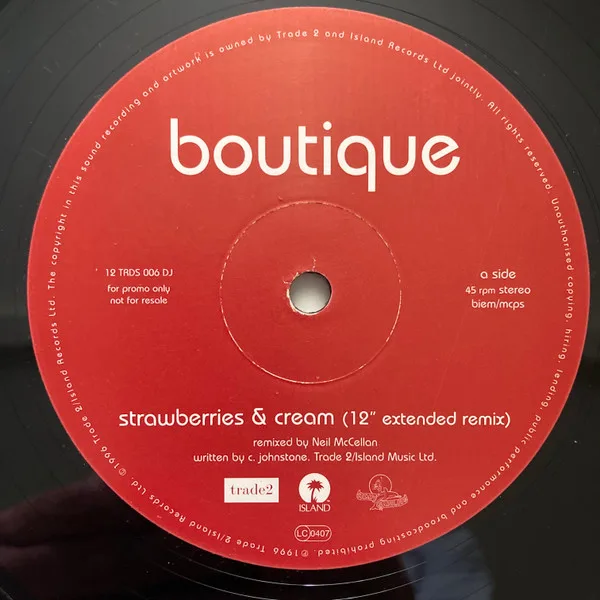 boutique
12 TRDS 006 DJ
for promo only
not for resale
a side
45 rpm stereo
biem/mcps
strawberries & cream (12" extended remix)
remixed by Neil McCellan
written by c. johnstone. Trade 2/Island Music Ltd.
trade2
ISLAND
LC 0407
©1996 Trade 2/Island Records Ltd. The copyright in this sound recording and artwork is owned by Trade 2 and Island Records Ltd jointly. All rights reserved. Unauthorised copying, hiring, lending, public performance and broadcasting prohibited. ℗1996 Trade 2/Island Records Ltd.